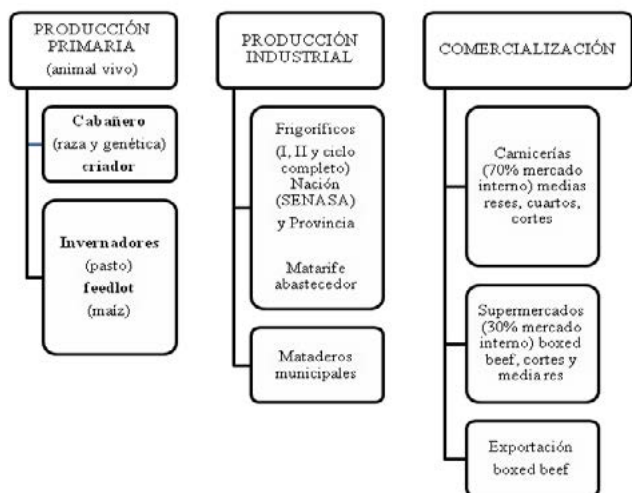 PRODUCCIÓN
PRIMARIA
(animal vivo)
Cabañero
(raza y genética)
criador
Invernadores
(pasto)
feedlot
(maíz)
PRODUCCIÓN
INDUSTRIAL
Frigoríficos
(I, II y ciclo
completo)
Nación
(SENASA)
y Provincia
Matarife
abastecedor
Mataderos
municipales
COMERCIALIZACIÓN
Carnicerías
(70% mercado
interno) medias
reses, cuartos,
cortes
Supermercados
(30% mercado
interno) boxed
beef, cortes y
media res
Exportación
boxed beef